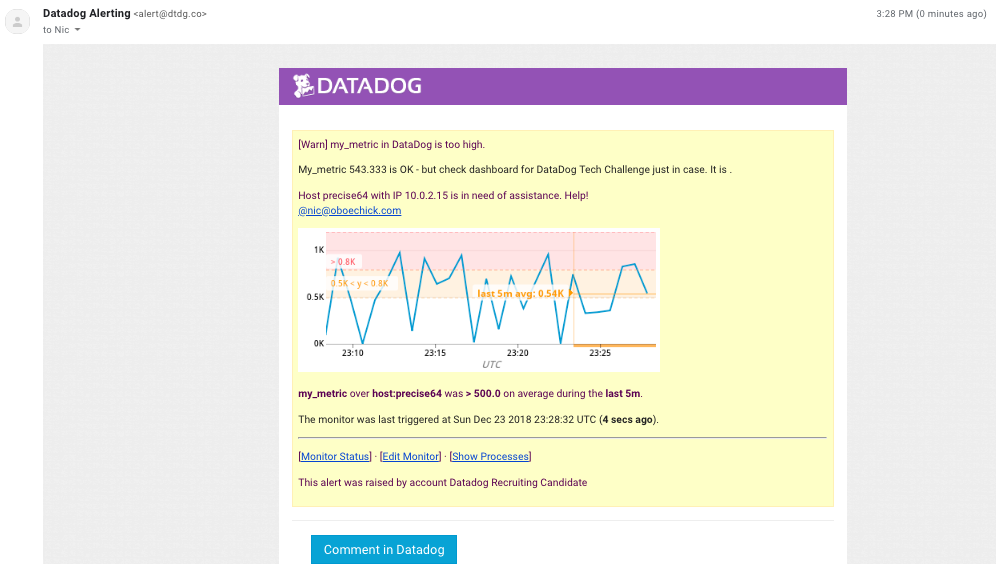 Datadog Alerting <alert@dtdg.co>
3:28 PM (0 minutes ago)
to Nic
DATADOG
[Warn] my_metric in DataDog is too high.
My_metric 543.333 is OK - but check dashboard for DataDog Tech Challenge just in case. It is .
Host precise64 with IP 10.0.2.15 is in need of assistance. Help!
@nic@oboechick.com
1K
> 0.8K
0.5K < y < 0.8K
last 5m avg: 0.54K
0.5K
0K
23:10 23:15 23:20 23:25
UTC
my_metric over host:precise64 was > 500.0 on average during the last 5m.
The monitor was last triggered at Sun Dec 23 2018 23:28:32 UTC (4 secs ago).
[Monitor Status] · [Edit Monitor] · [Show Processes]
This alert was raised by account Datadog Recruiting Candidate
Comment in Datadog